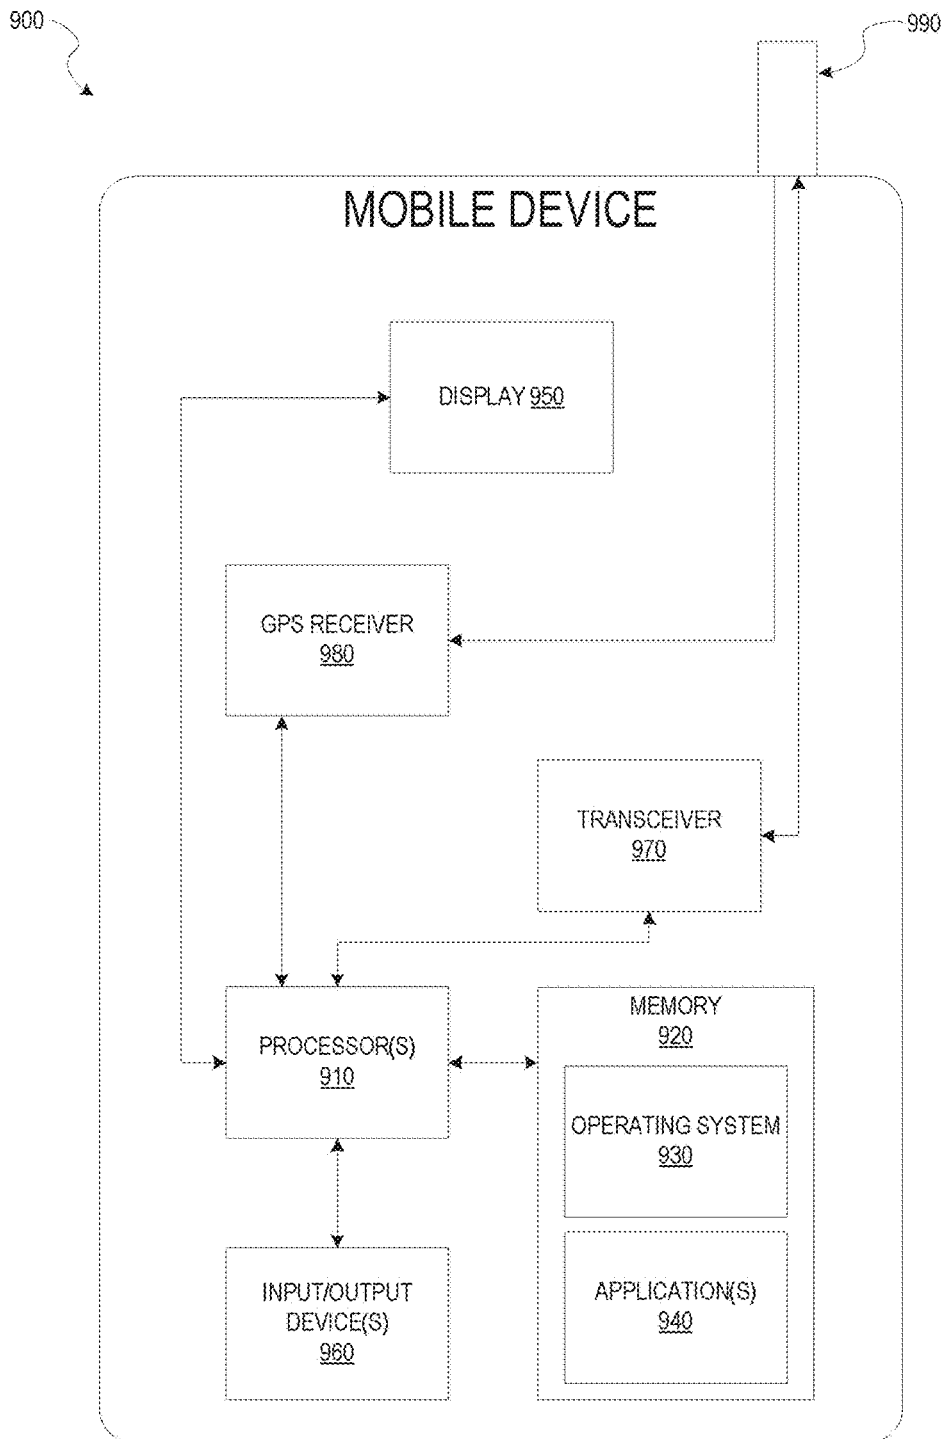 900
990
MOBILE DEVICE
DISPLAY 950
GPS RECEIVER
980
TRANSCEIVER
970
PROCESSOR(S)
910
MEMORY
920
OPERATING SYSTEM
930
INPUT/OUTPUT
DEVICE(S)
960
APPLICATION(S)
940